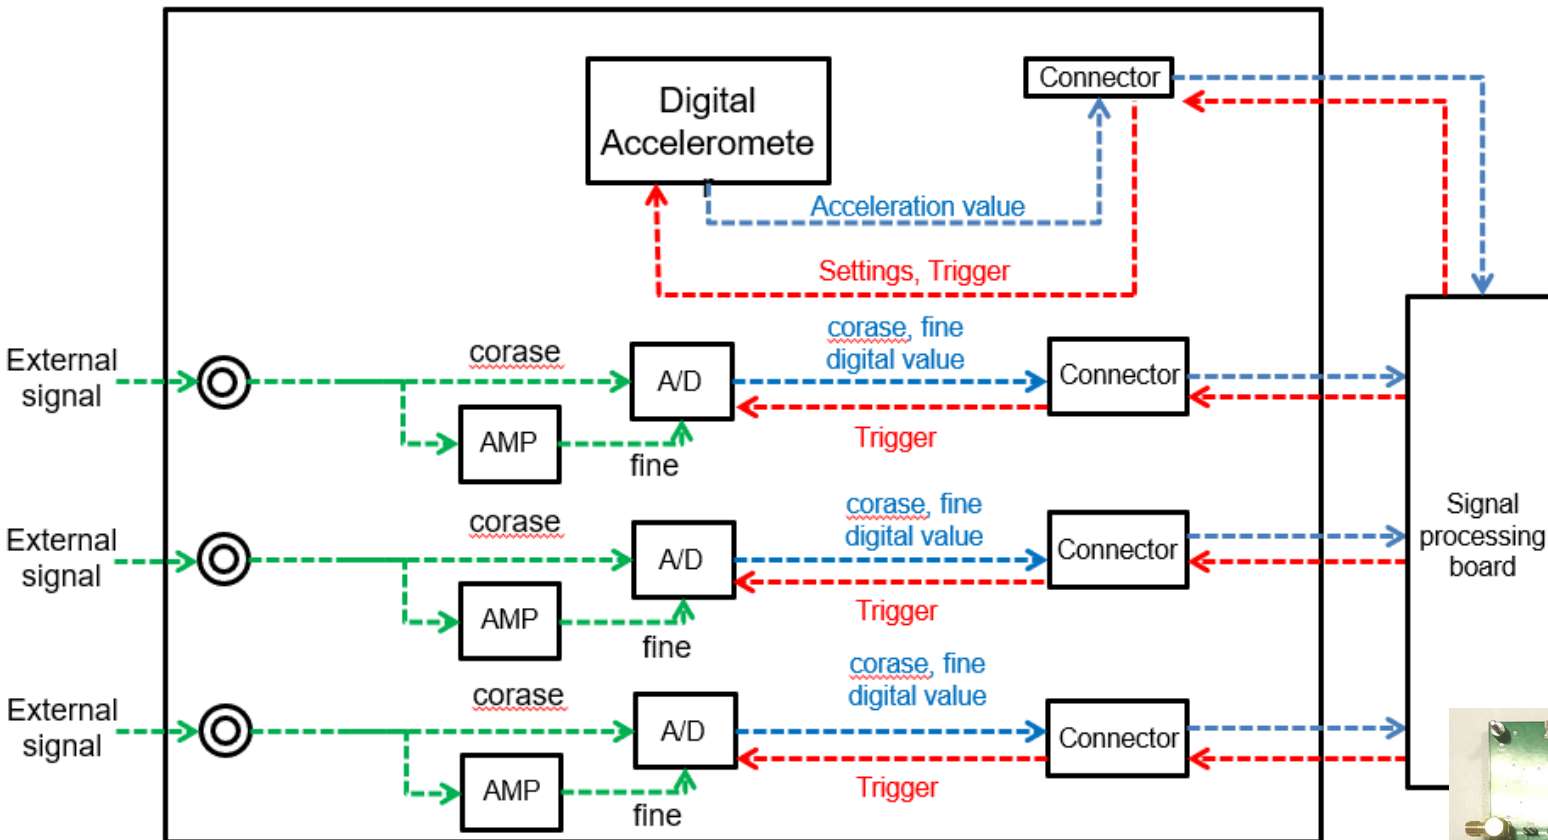 Digital
Acceleromete
r
Connector
Acceleration value
Settings, Trigger
External
signal
corase
A/D
AMP
fine
corase, fine
digital value
Trigger
Connector
External
signal
corase
A/D
AMP
fine
corase, fine
digital value
Trigger
Connector
External
signal
corase
A/D
AMP
fine
corase, fine
digital value
Trigger
Connector
Signal
processing
board